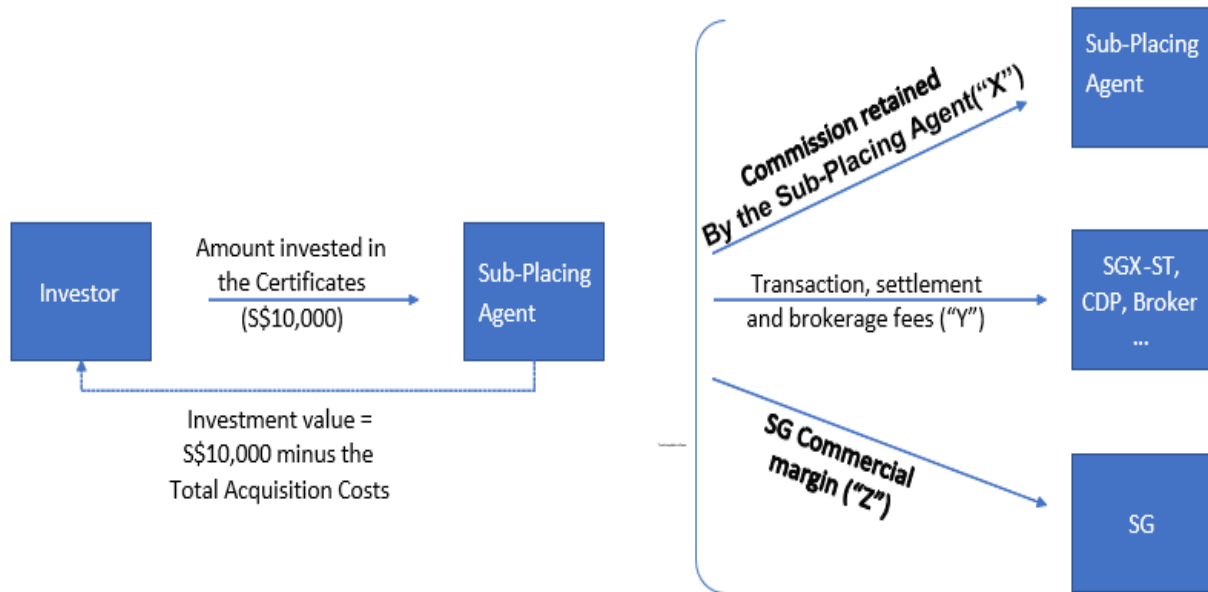 Investor
Amount invested in
the Certificates
(S$10,000)
Sub-Placing
Agent
Investment value =
S$10,000 minus the
Total Acquisition Costs
Commission retained
By the Sub-Placing Agent(“X”)
Sub-Placing
Agent
Transaction, settlement
and brokerage fees (“Y”)
SGX-ST,
CDP, Broker
...
SG Commercial
margin (“Z”)
SG